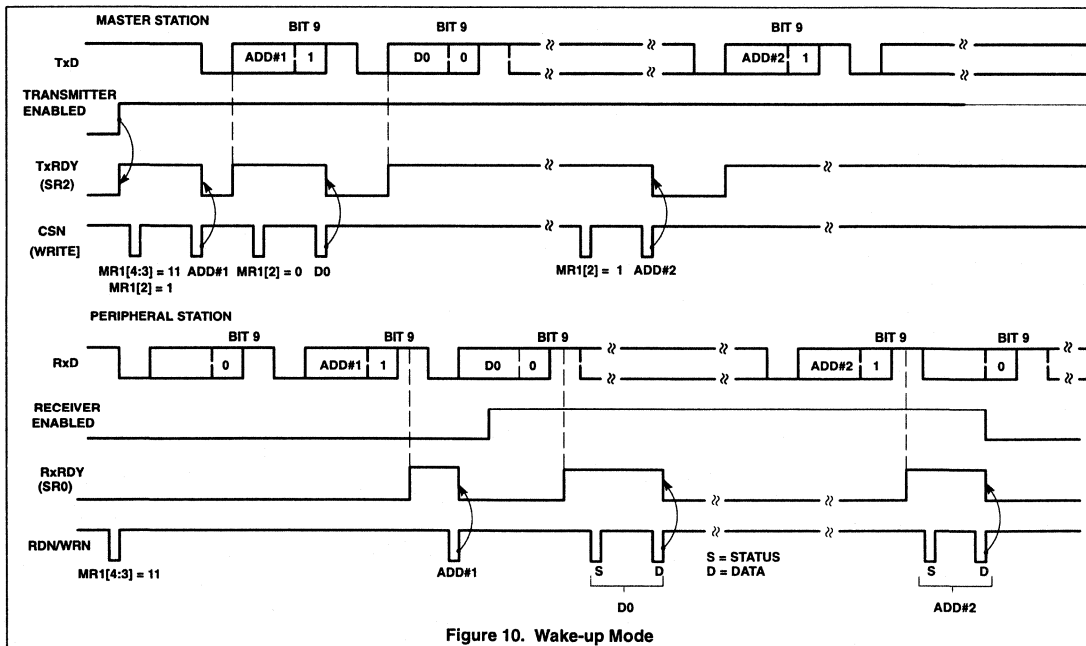 MASTER STATION
BIT 9 BIT 9 BIT 9
TxD ADD#1 1 D0 0 ADD#2 1
TRANSMITTER
ENABLED
TxRDY
(SR2)
CSN
(WRITE]
MR1[4:3] = 11 ADD#1 MR1[2] = 0 D0 MR1[2] = 1 ADD#2
MR1[2] = 1
PERIPHERAL STATION
BIT 9 BIT 9 BIT 9 BIT 9 BIT 9
RxD 0 ADD#1 1 D0 0 ADD#2 1 0
RECEIVER
ENABLED
RxRDY
(SR0)
RDN/WRN
MR1[4:3] = 11 ADD#1 S D S = STATUS S D
D = DATA
D0 ADD#2
Figure 10. Wake-up Mode